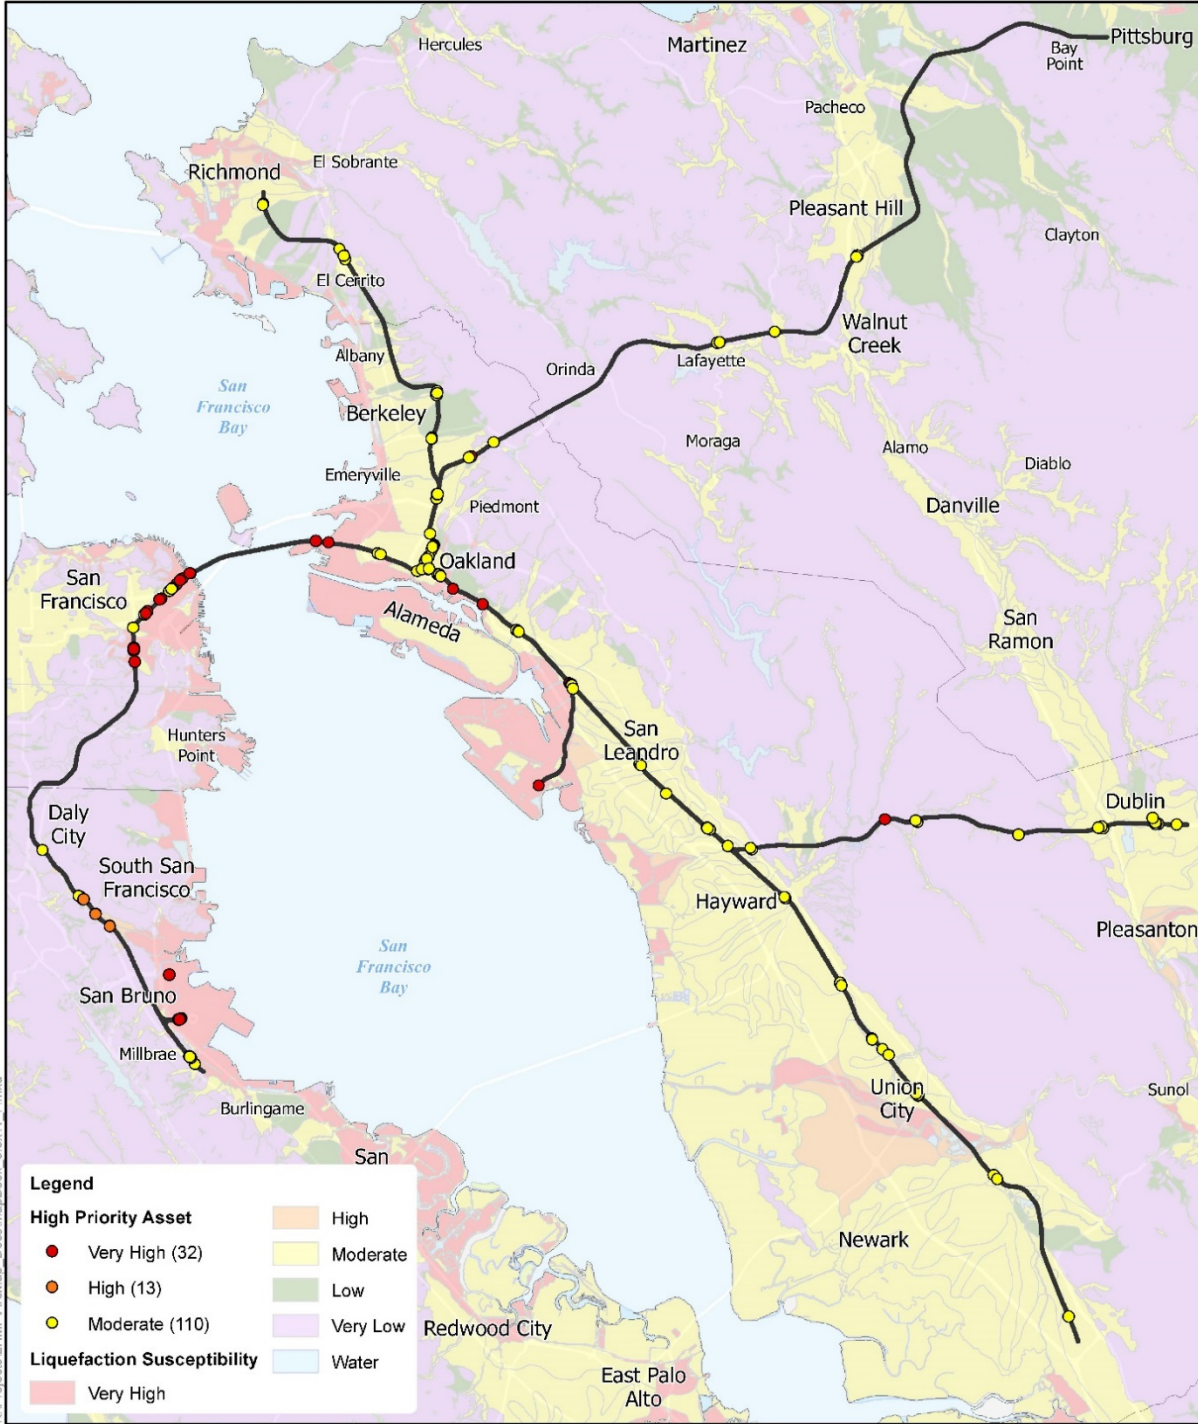 Hercules
Martinez
Pittsburg
Bay
Point
Pacheco
El Sobrante
Richmond
Pleasant Hill
Clayton
El Cerrito
Walnut
Creek
Albany
Lafayette
Orinda
San
Francisco
Bay
Berkeley
Moraga
Alamo
Diablo
Emeryville
Danville
Piedmont
Oakland
San
Francisco
Alameda
San
Ramon
Hunters
Point
San
Leandro
Daly
City
Dublin
South San
Francisco
Hayward
Pleasanton
San
Francisco
Bay
San Bruno
Millbrae
Union
City
Sunol
Burlingame
San
Newark
Redwood City
East Palo
Alto
Legend
High Priority Asset
Very High (32)
High (13)
Moderate (110)
Liquefaction Susceptibility
Very High
High
Moderate
Low
Very Low
Water